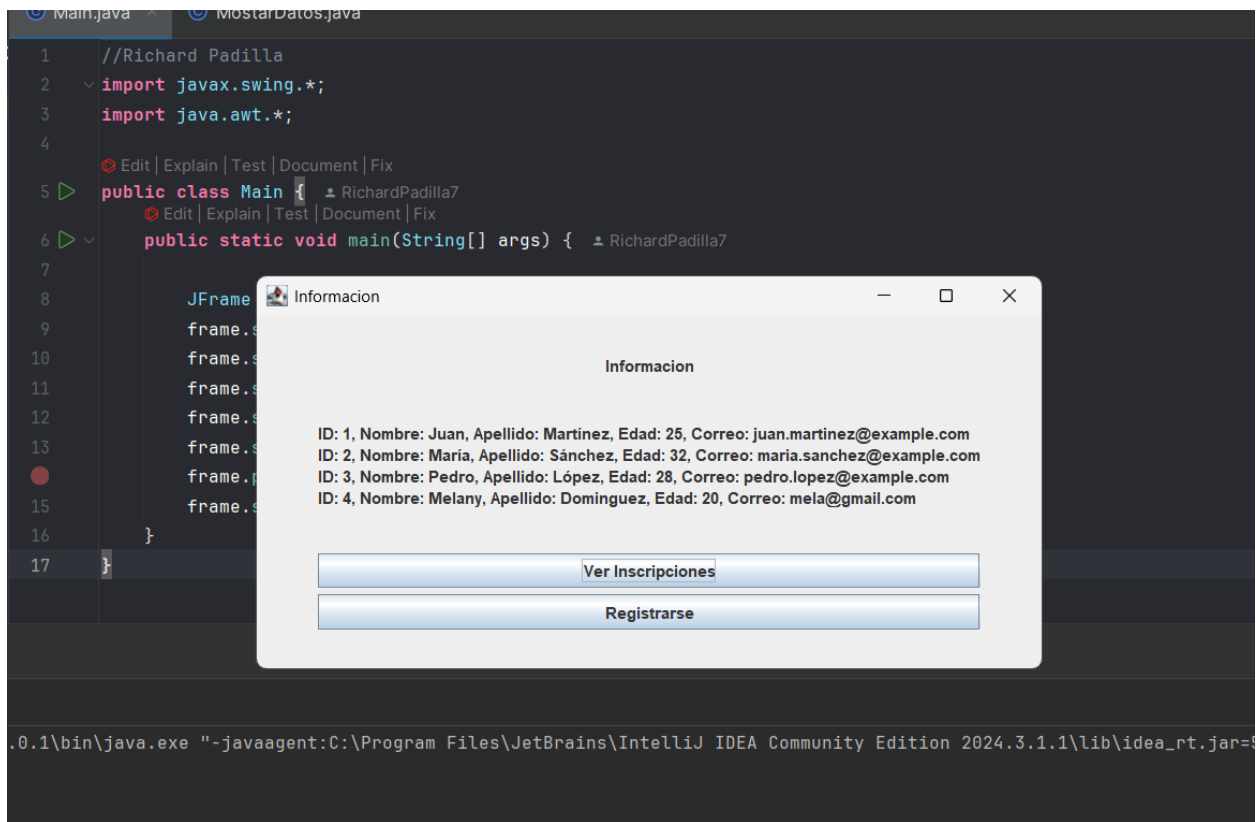 Main.java
MostarDatos.java
1 //Richard Padilla
2 import javax.swing.*;
3 import java.awt.*;
4
Edit | Explain | Test | Document | Fix
5 public class Main { RichardPadilla7
Edit | Explain | Test | Document | Fix
6 public static void main(String[] args) { RichardPadilla7
7
8 JFrame
9 frame.s
10 frame.s
11 frame.s
12 frame.s
13 frame.s
frame.p
15 frame.s
16 }
17 }
Informacion
Informacion
ID: 1, Nombre: Juan, Apellido: Martínez, Edad: 25, Correo: juan.martinez@example.com
ID: 2, Nombre: María, Apellido: Sánchez, Edad: 32, Correo: maria.sanchez@example.com
ID: 3, Nombre: Pedro, Apellido: López, Edad: 28, Correo: pedro.lopez@example.com
ID: 4, Nombre: Melany, Apellido: Dominguez, Edad: 20, Correo: mela@gmail.com
Ver Inscripciones
Registrarse
.0.1\bin\java.exe "-javaagent:C:\Program Files\JetBrains\IntelliJ IDEA Community Edition 2024.3.1.1\lib\idea_rt.jar=